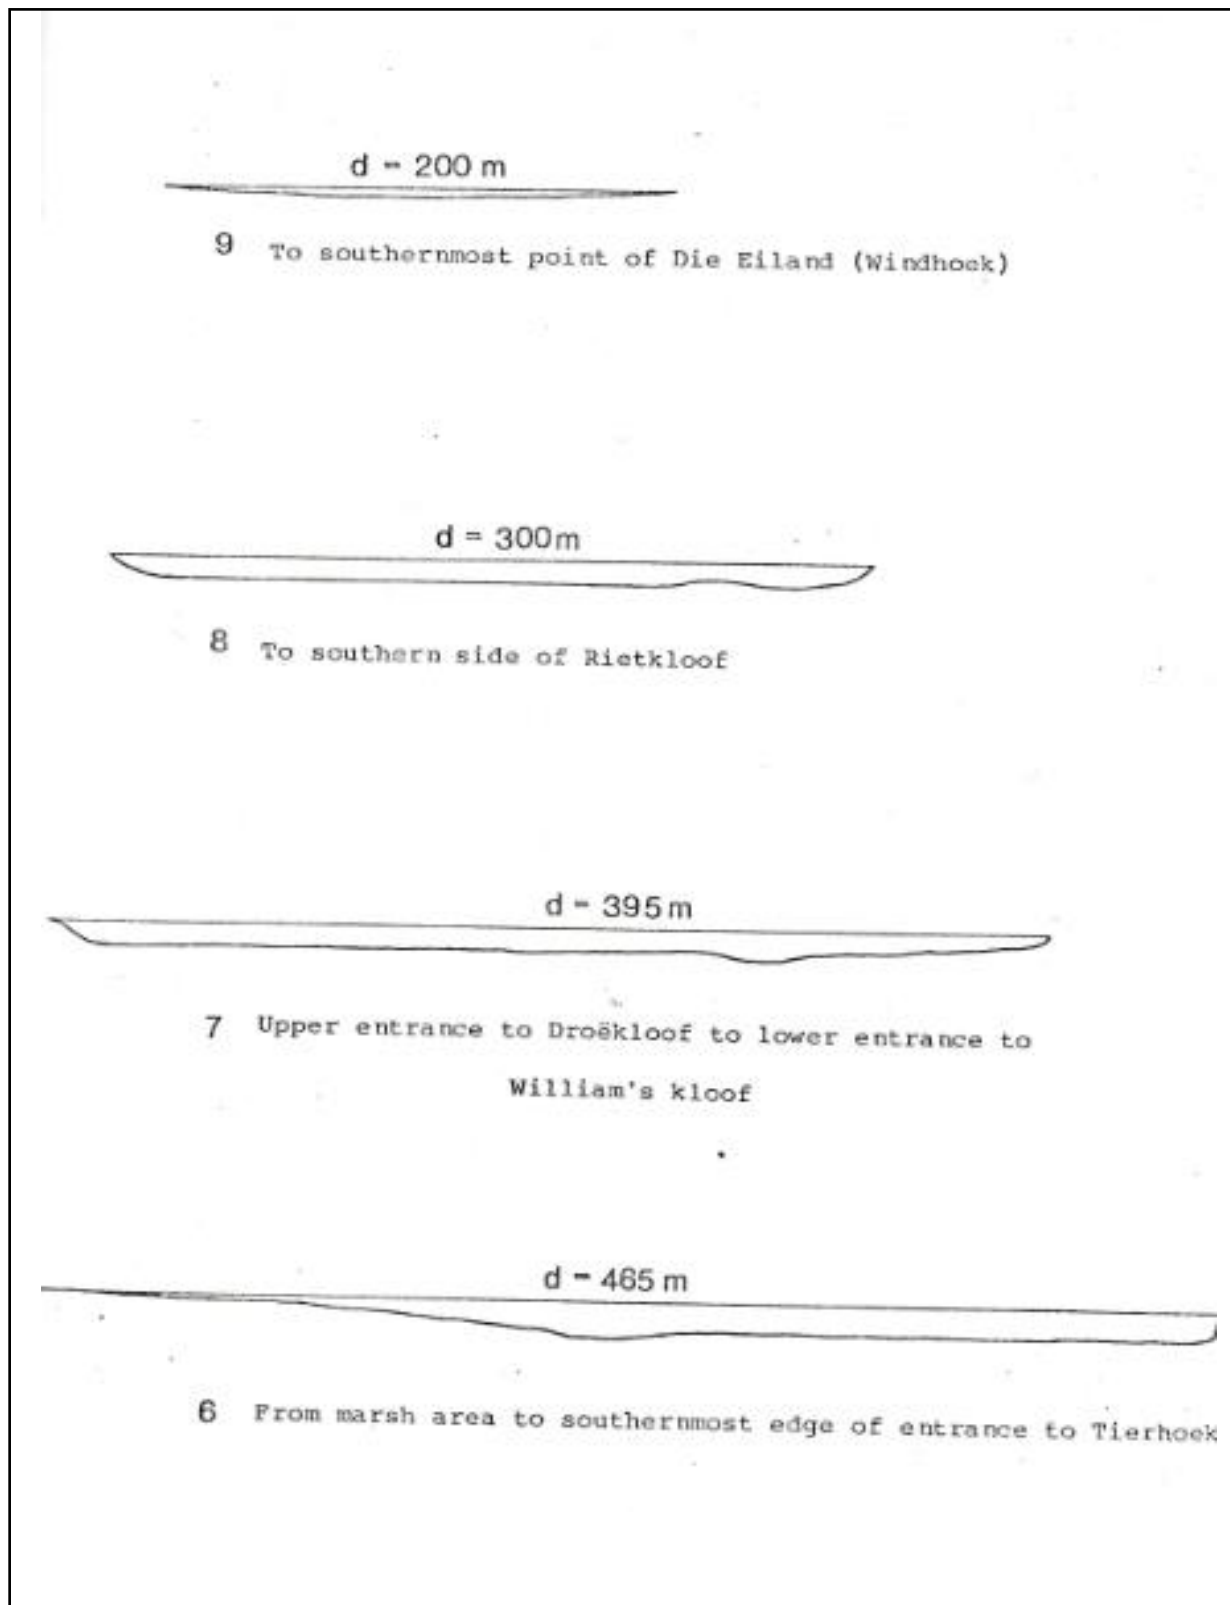 d = 200 m
9 To southernmost point of Die Eiland (Windhoek)
d = 300 m
8 To southern side of Rietkloof
d = 395 m
7 Upper entrance to Droëkloof to lower entrance to
William's kloof
d = 465 m
6 From marsh area to southernmost edge of entrance to Tierhoek